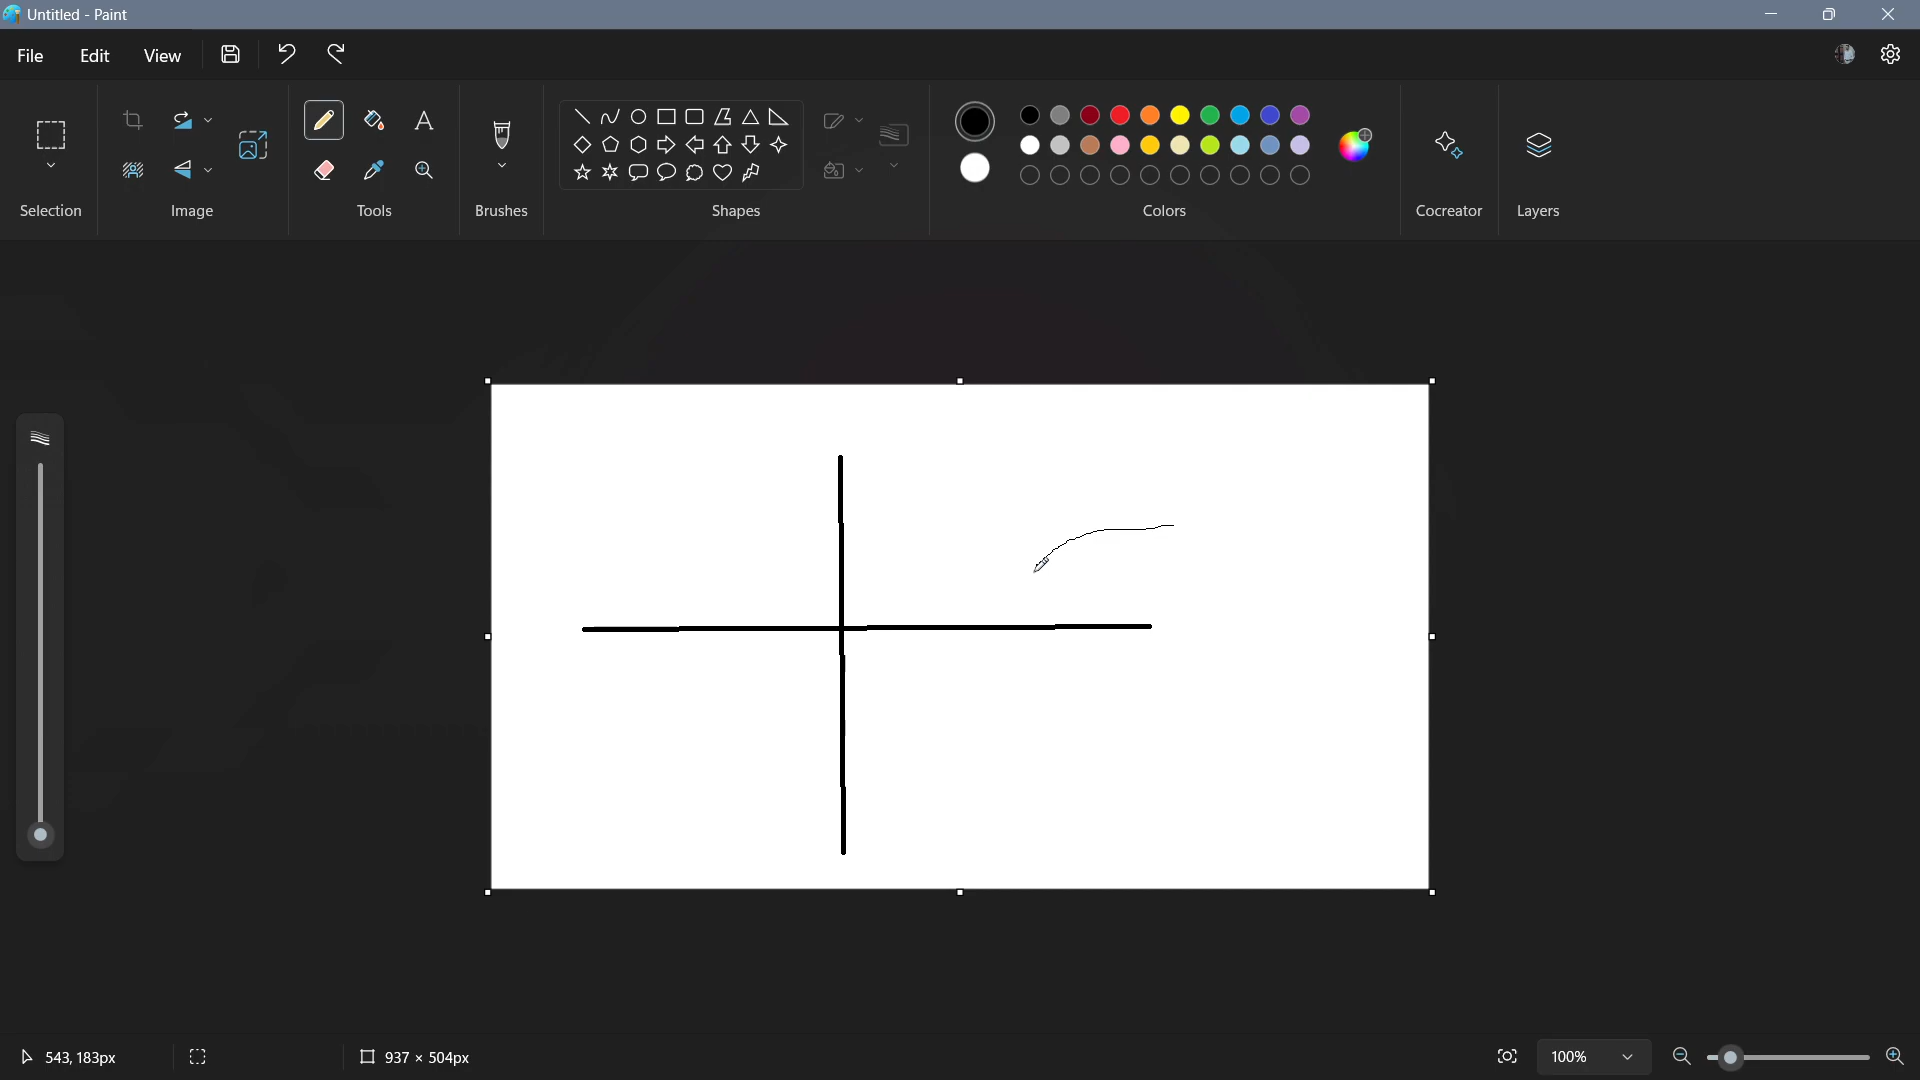 Untitled - Paint
File Edit View
Selection Image Tools Brushes Shapes Colors Cocreator Layers
543, 183px 937 × 504px 100%